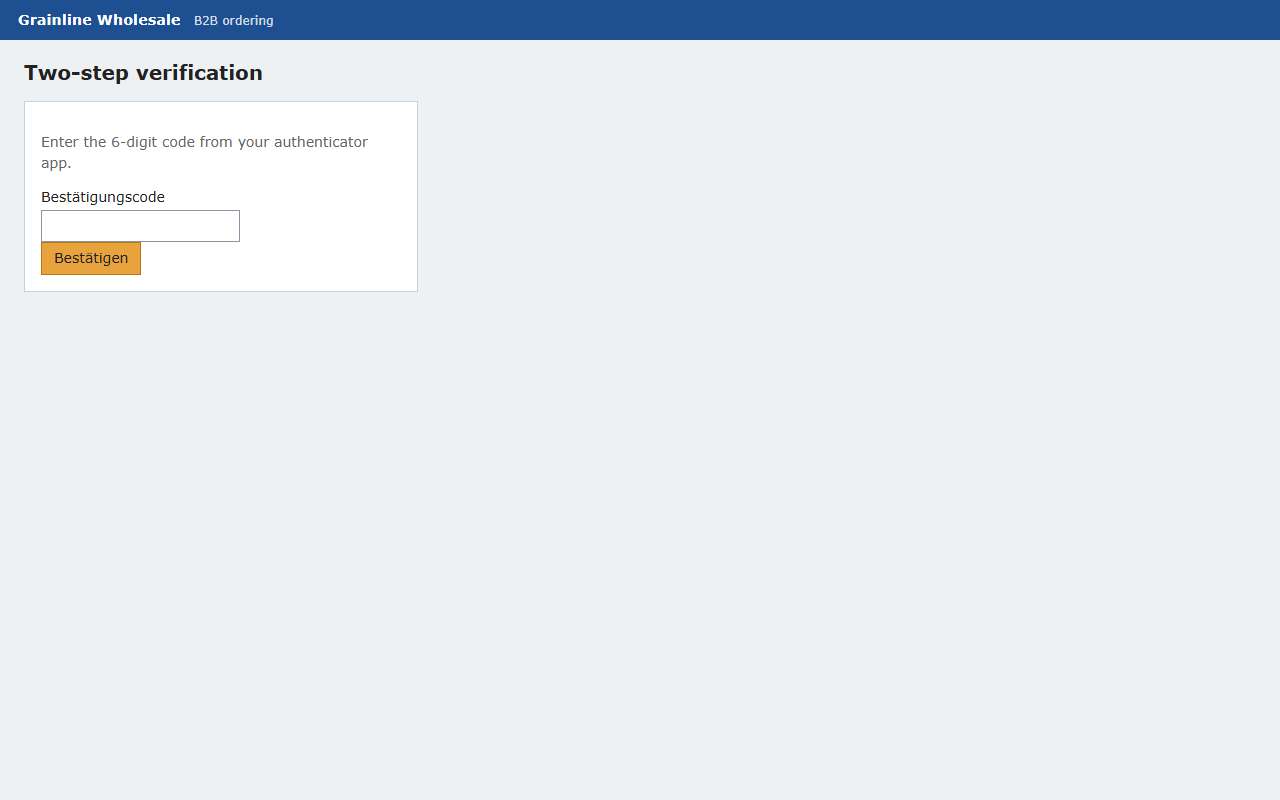 Grainline Wholesale B2B ordering
Two-step verification
Enter the 6-digit code from your authenticator
app.
Bestätigungscode
Bestätigen